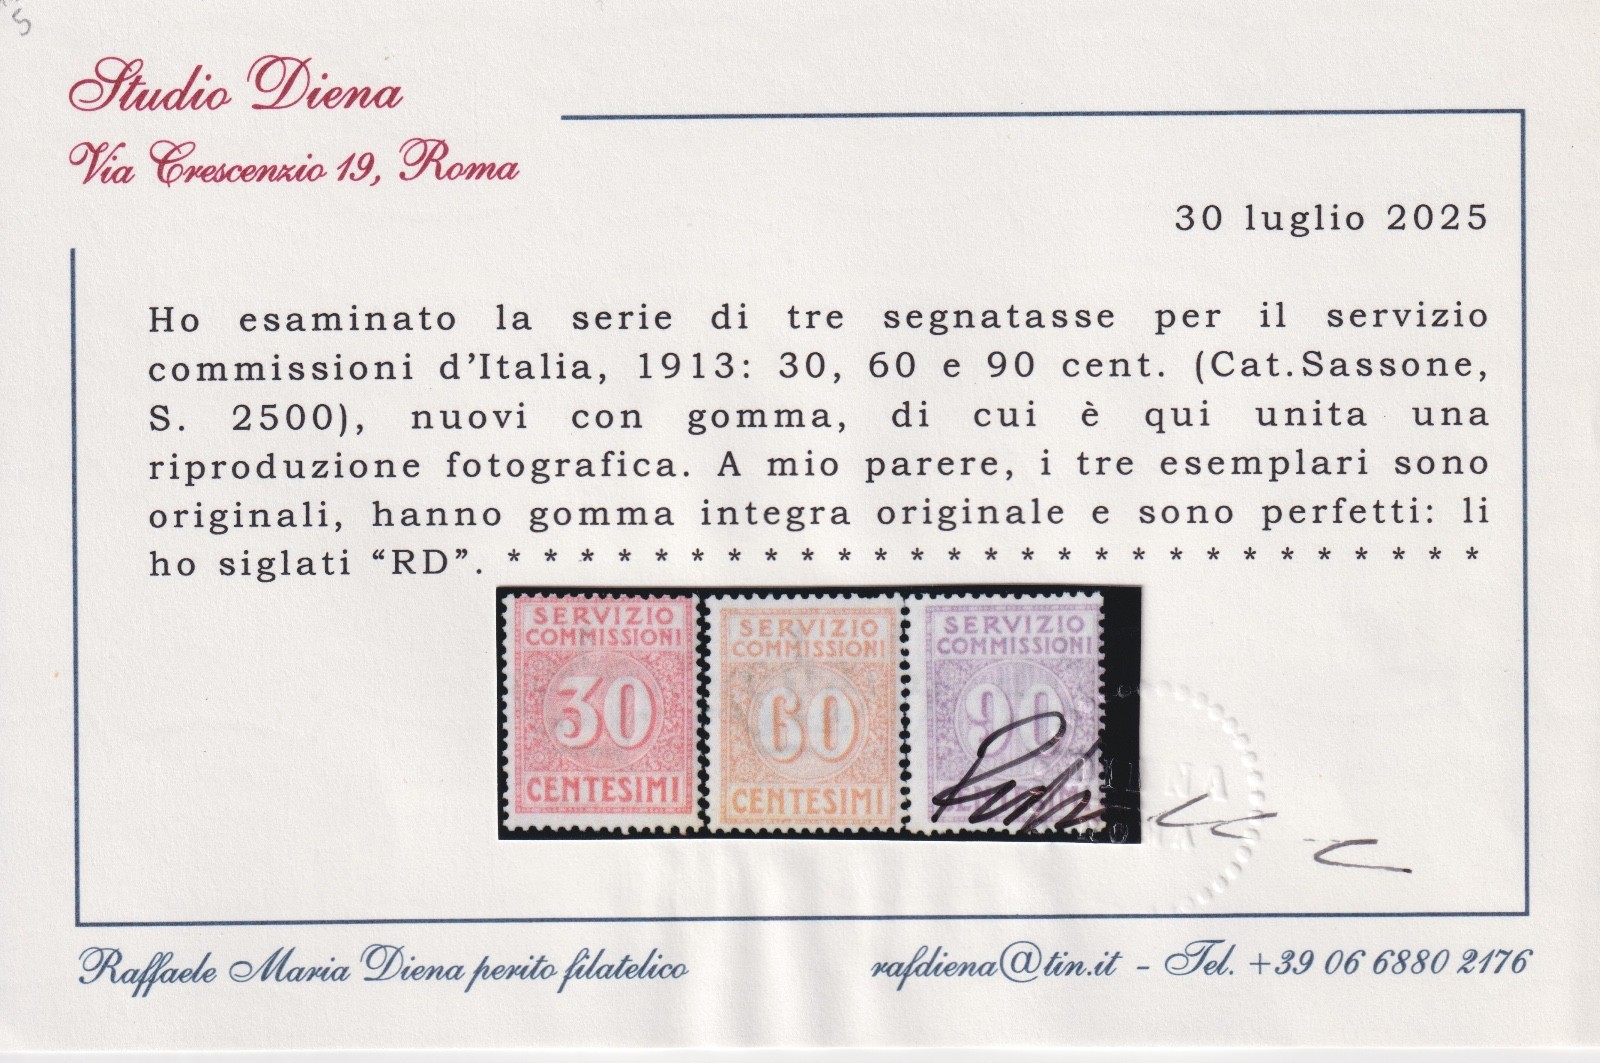 5
Studio Diena
Via Crescenzio 19, Roma
30 luglio 2025
Ho esaminato la serie di tre segnatasse per il servizio
commissioni d’Italia, 1913: 30, 60 e 90 cent. (Cat.Sassone,
S. 2500), nuovi con gomma, di cui è qui unita una
riproduzione fotografica. A mio parere, i tre esemplari sono
originali, hanno gomma integra originale e sono perfetti: li
ho siglati “RD”. * * * * * * * * * * * * * * * * * * * * * * * * * * *
SERVIZIO
COMMISSIONI
30
CENTESIMI
SERVIZIO
COMMISSIONI
60
CENTESIMI
SERVIZIO
COMMISSIONI
90
Raffaele Maria Diena perito filatelico
rafdiena@tin.it - Tel. +39 06 6880 2176